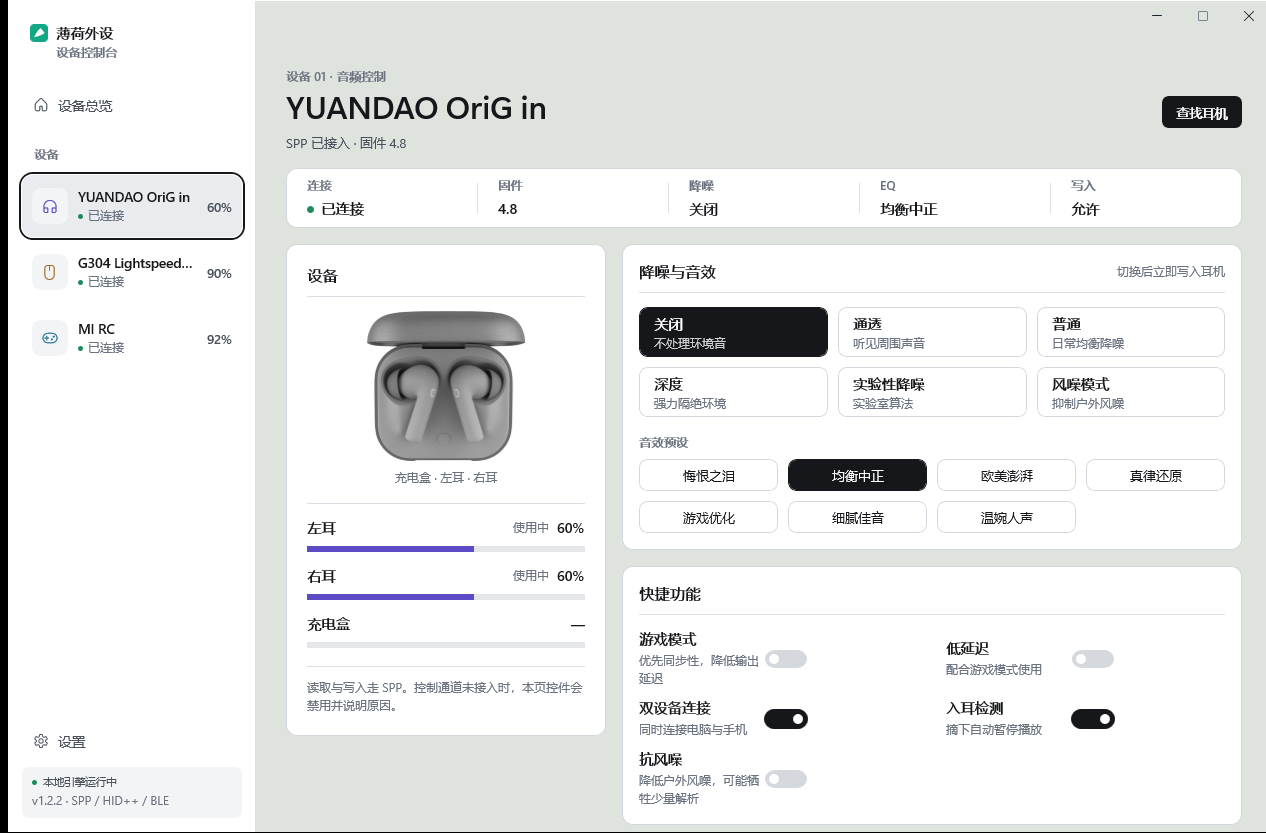 薄荷外设
设备控制台
设备总览
设备
YUANDAO OriG in
已连接
60%
G304 Lightspeed...
已连接
90%
MI RC
已连接
92%
设置
本地引擎运行中
v1.2.2 · SPP / HID++ / BLE
设备 01 · 音频控制
YUANDAO OriG in
SPP 已接入 · 固件 4.8
查找耳机
连接
已连接
固件
4.8
降噪
关闭
EQ
均衡中正
写入
允许
设备
充电盒 · 左耳 · 右耳
左耳 使用中 60%
右耳 使用中 60%
充电盒 —
读取与写入走 SPP。控制通道未接入时，本页控件会
禁用并说明原因。
降噪与音效 切换后立即写入耳机
关闭
不处理环境音
通透
听见周围声音
普通
日常均衡降噪
深度
强力隔绝环境
实验性降噪
实验室算法
风噪模式
抑制户外风噪
音效预设
悔恨之泪 均衡中正 欧美澎湃 真律还原
游戏优化 细腻佳音 温婉人声
快捷功能
游戏模式
优先同步性，降低输出
延迟
低延迟
配合游戏模式使用
双设备连接
同时连接电脑与手机
入耳检测
摘下自动暂停播放
抗风噪
降低户外风噪，可能牺
牲少量解析